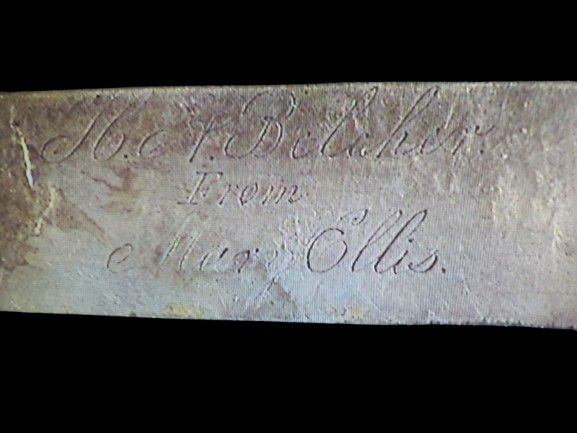 H. A. Belcher.
From
Mary Ellis.